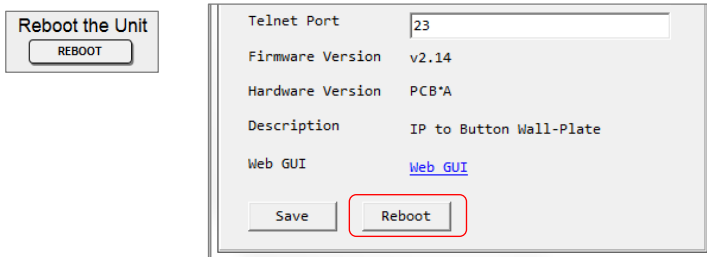 Reboot the Unit
REBOOT
Telnet Port 23
Firmware Version v2.14
Hardware Version PCB*A
Description IP to Button Wall-Plate
Web GUI Web GUI
Save Reboot